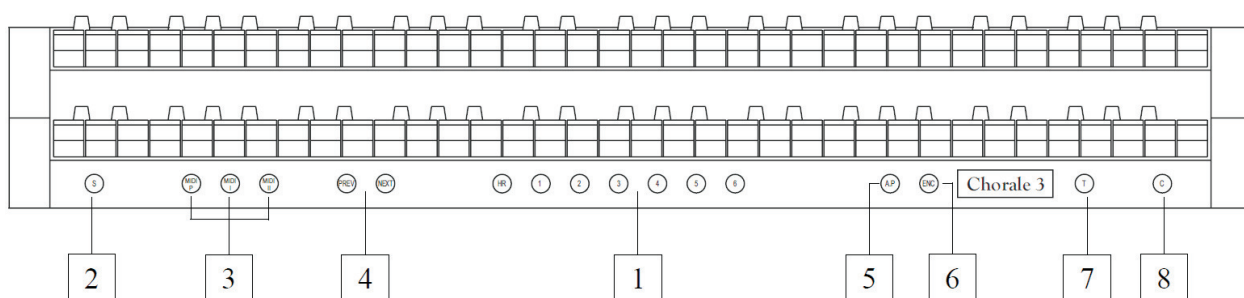 S MIDI P MIDI I MIDI II PREV NEXT HR 1 2 3 4 5 6 A.P ENC Chorale 3 T C
2 3 4 1 5 6 7 8